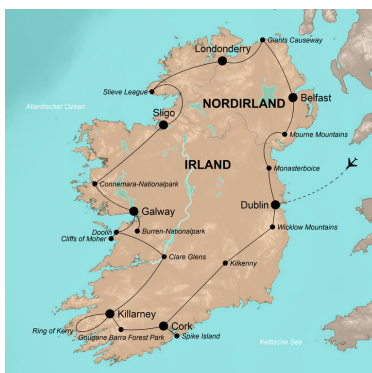 Giants Causeway
Londonderry
Slieve League
NORDIRLAND
Belfast
Atlantischer Ozean
Sligo
Mourne Mountains
IRLAND
Monasterboice
Connemara-Nationalpark
Dublin
Galway
Wicklow Mountains
Doolin
Burren-Nationalpark
Cliffs of Moher
Clare Glens
Kilkenny
Killarney
Ring of Kerry
Cork
Gougane Barra Forest Park
Spike Island
Keltische See